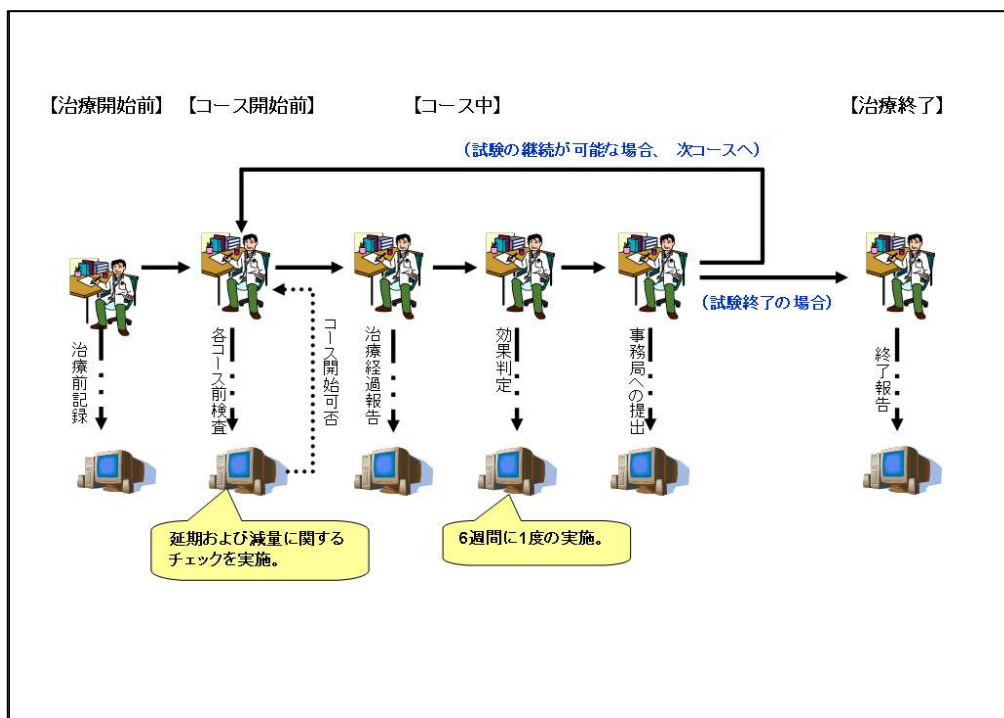 【治療開始前】
【コース開始前】
【コース中】
【治療終了】
（試験の継続が可能な場合、 次コースへ）
（試験終了の場合）
治療前記録
各コース前検査
コース開始可否
治療経過報告
効果判定
事務局への提出
終了報告
延期および減量に関する
チェックを実施。
6週間に1度の実施。